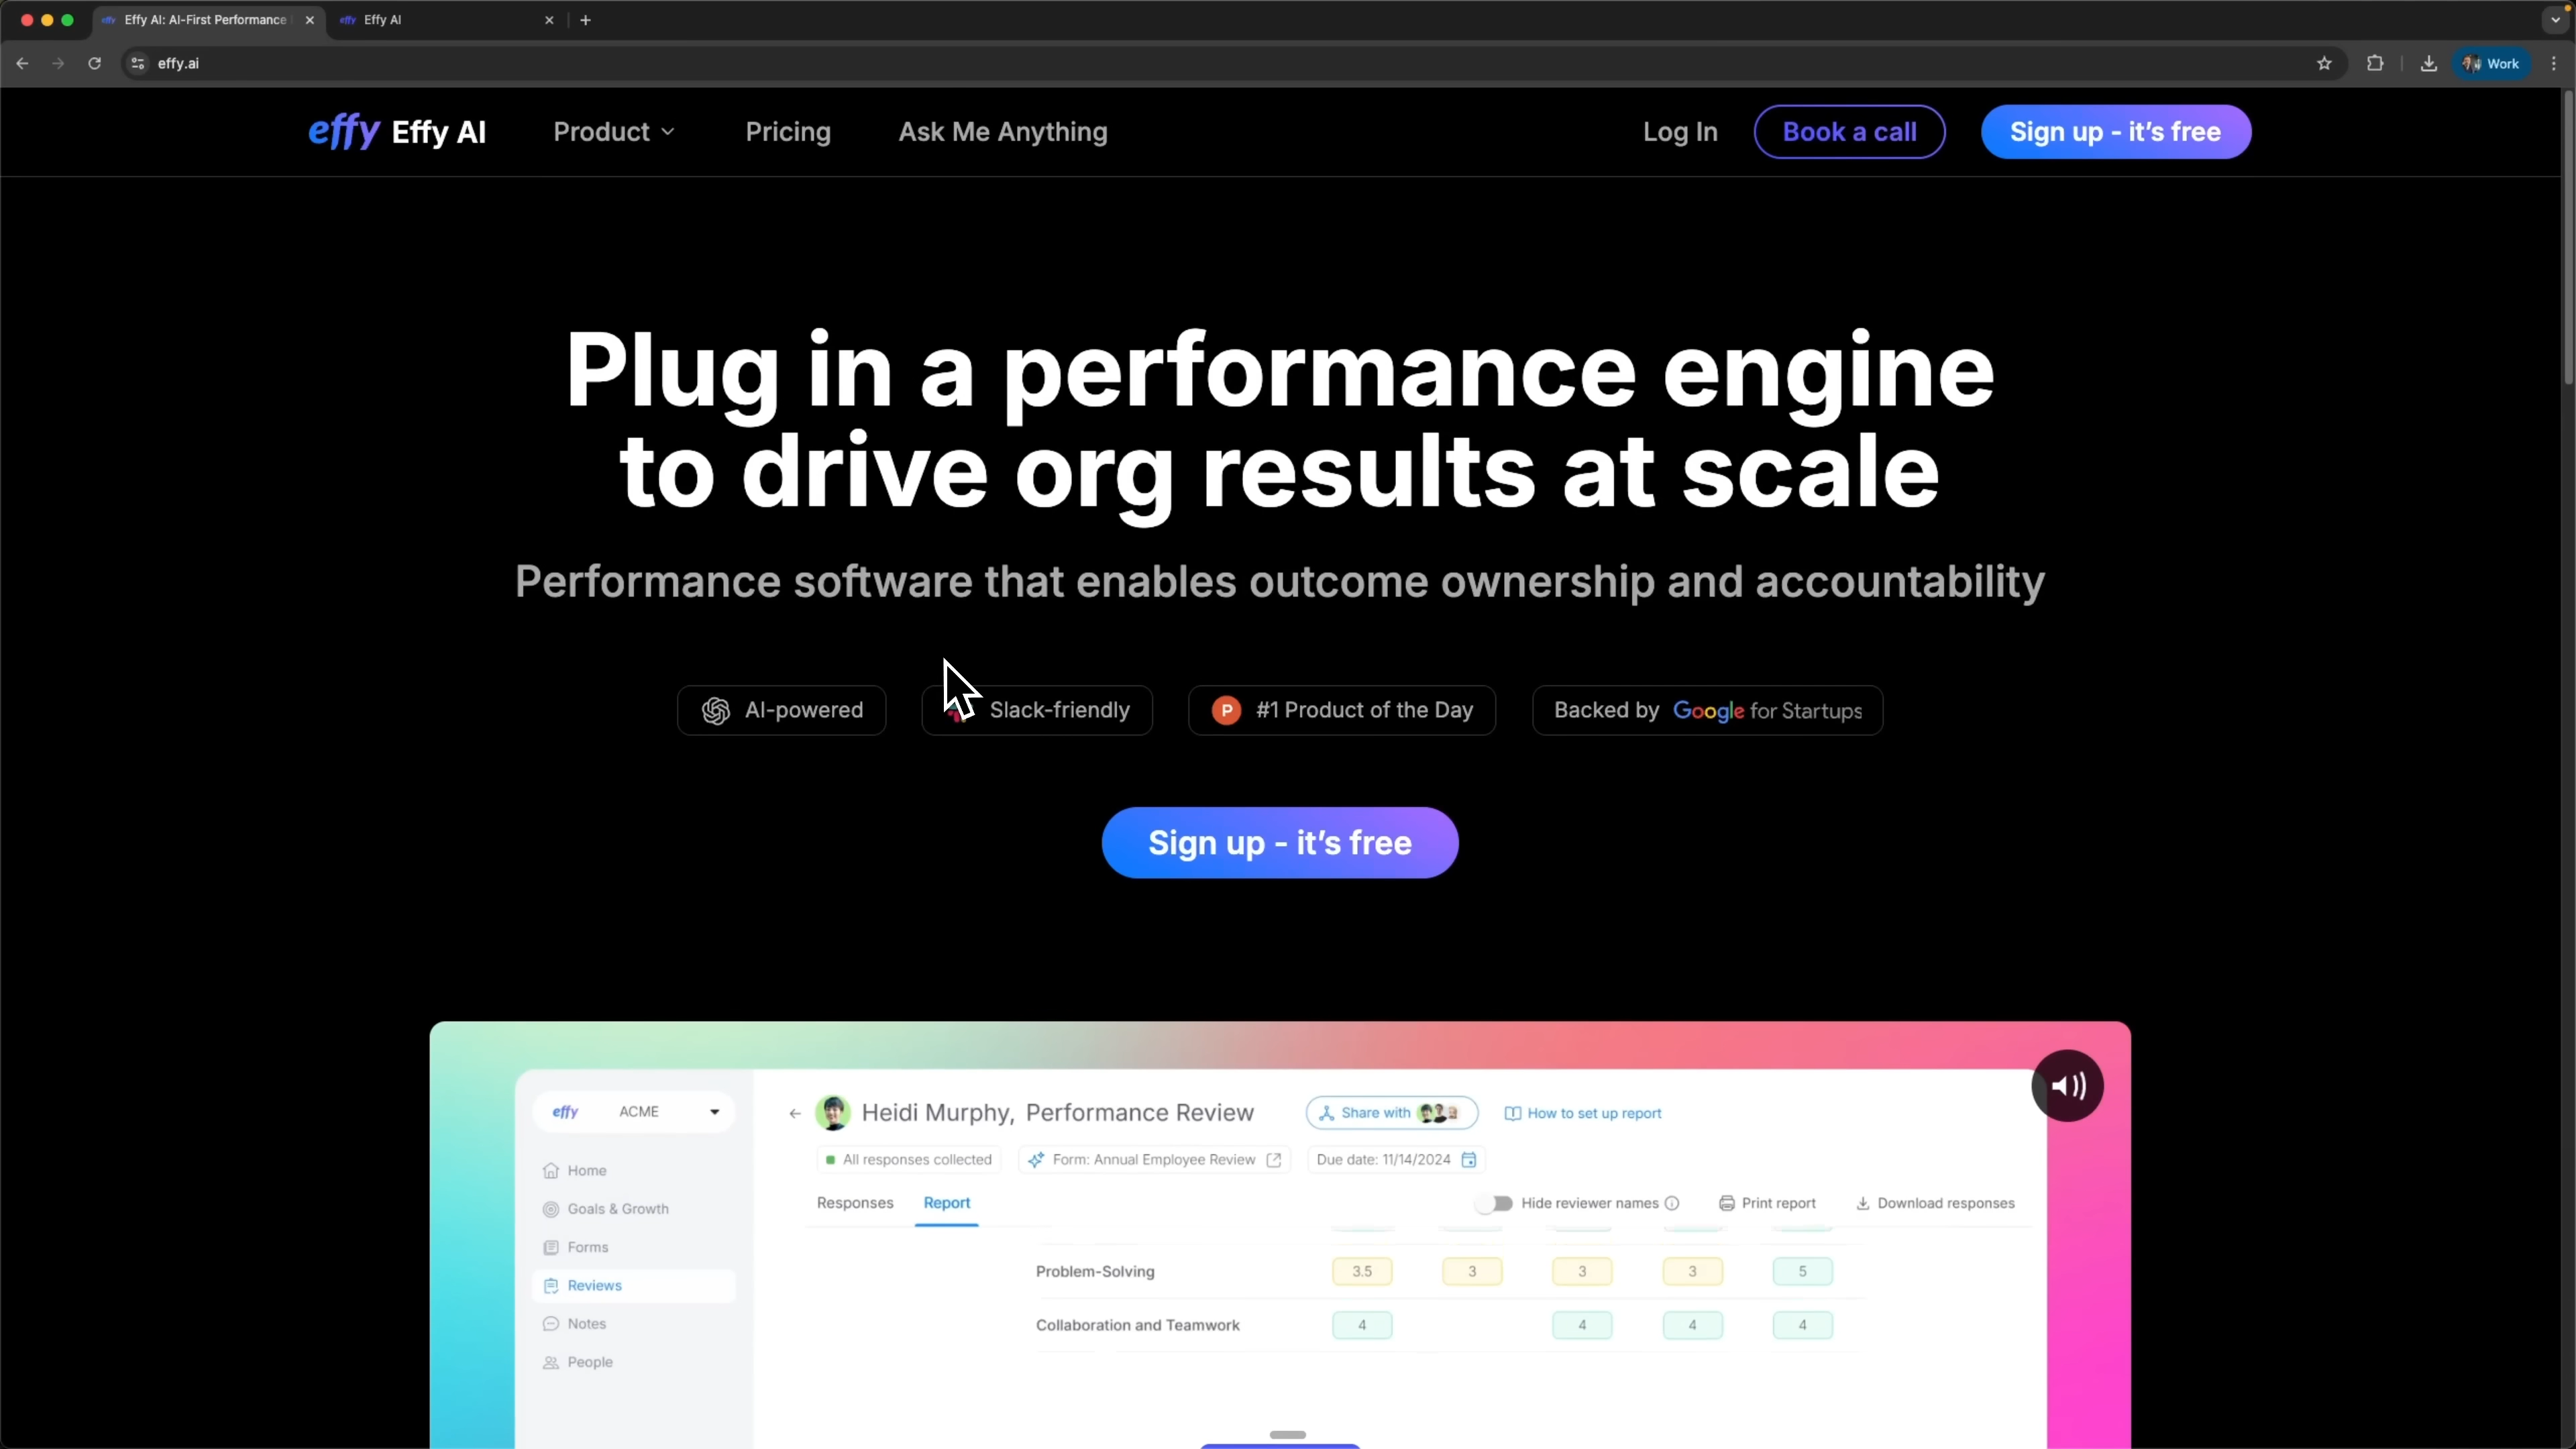 Effy AI: AI-First Performance
Effy AI
effy.ai
Work
effy Effy AI
Product
Pricing
Ask Me Anything
Log In
Book a call
Sign up - it's free
Plug in a performance engine
to drive org results at scale
Performance software that enables outcome ownership and accountability
AI-powered
Slack-friendly
P #1 Product of the Day
Backed by Google for Startups
Sign up - it's free
effy ACME
Heidi Murphy, Performance Review
Share with
How to set up report
All responses collected
Form: Annual Employee Review
Due date: 11/14/2024
Home
Goals & Growth
Forms
Reviews
Notes
People
Responses
Report
Hide reviewer names
Print report
Download responses
Problem-Solving 3.5 3 3 3 5
Collaboration and Teamwork 4 4 4 4